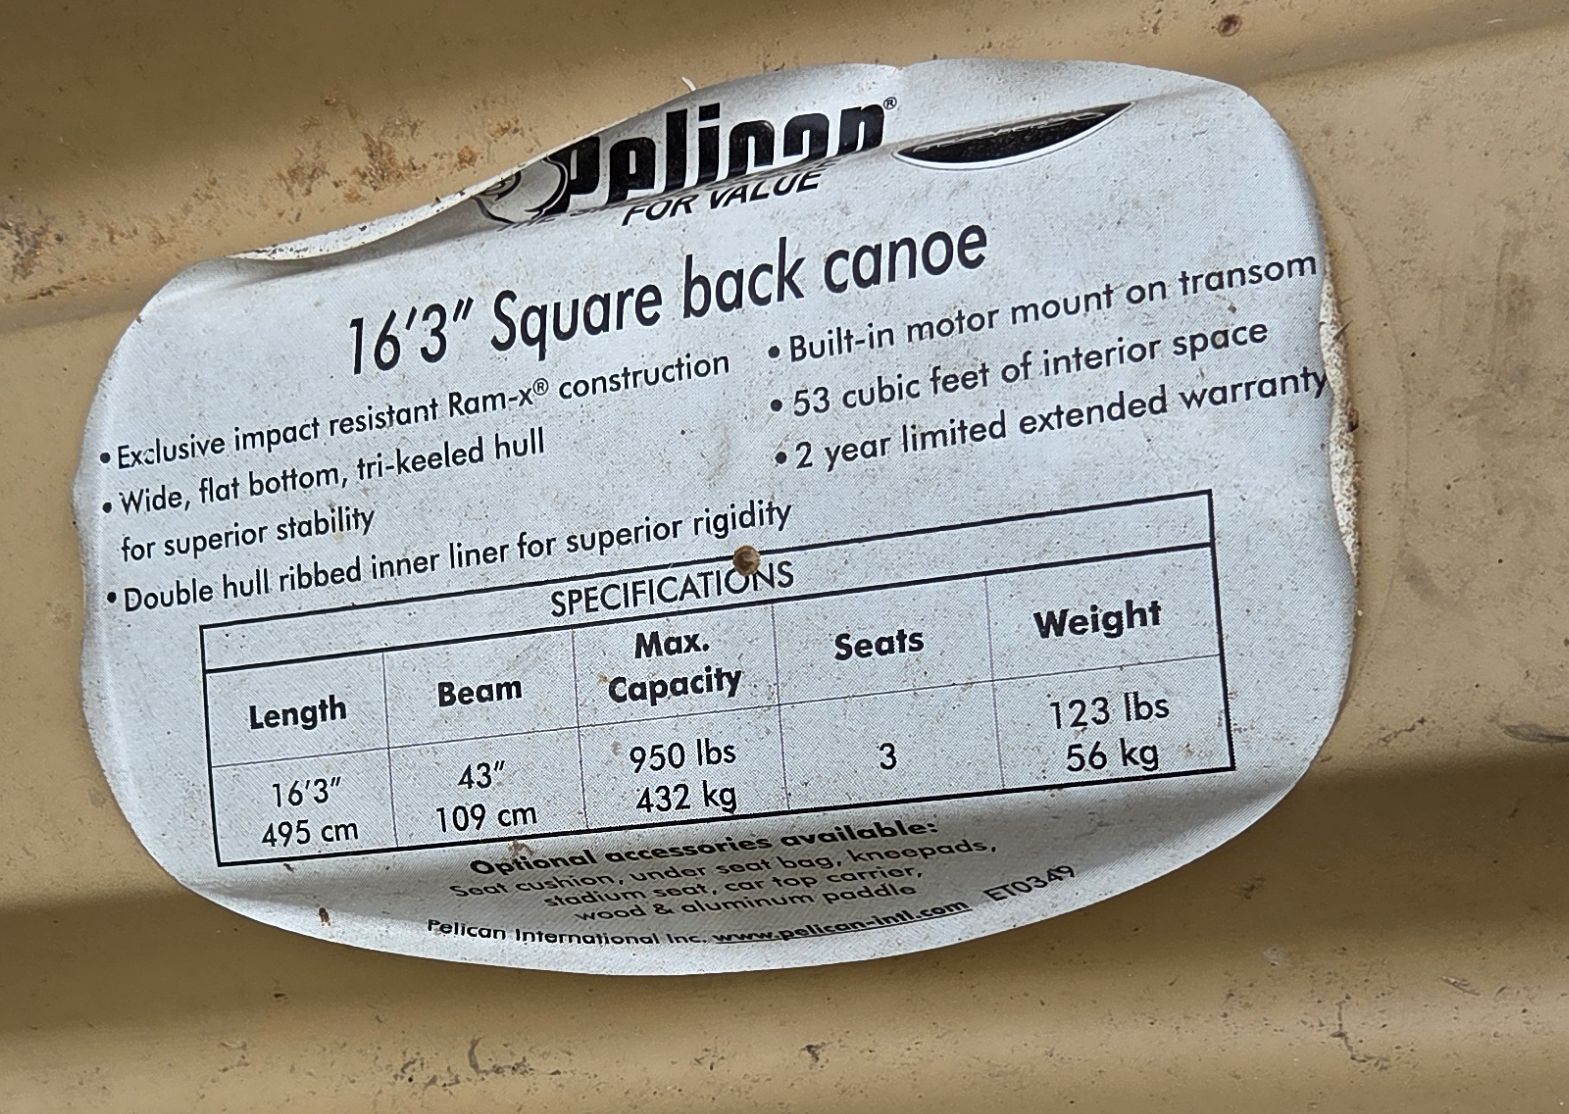 Pelican®
FOR VALUE
16'3" Square back canoe
• Exclusive impact resistant Ram-x® construction
• Wide, flat bottom, tri-keeled hull
for superior stability
• Double hull ribbed inner liner for superior rigidity
• Built-in motor mount on transom
• 53 cubic feet of interior space
• 2 year limited extended warranty
SPECIFICATIONS
Length Beam Max. Capacity Seats Weight
16'3" 43" 950 lbs 3 123 lbs
495 cm 109 cm 432 kg 56 kg
Optional accessories available:
Seat cushion, under seat bag, kneepads,
stadium seat, car top carrier,
wood & aluminum paddle
Pelican International Inc. www.pelican-intl.com ET0349